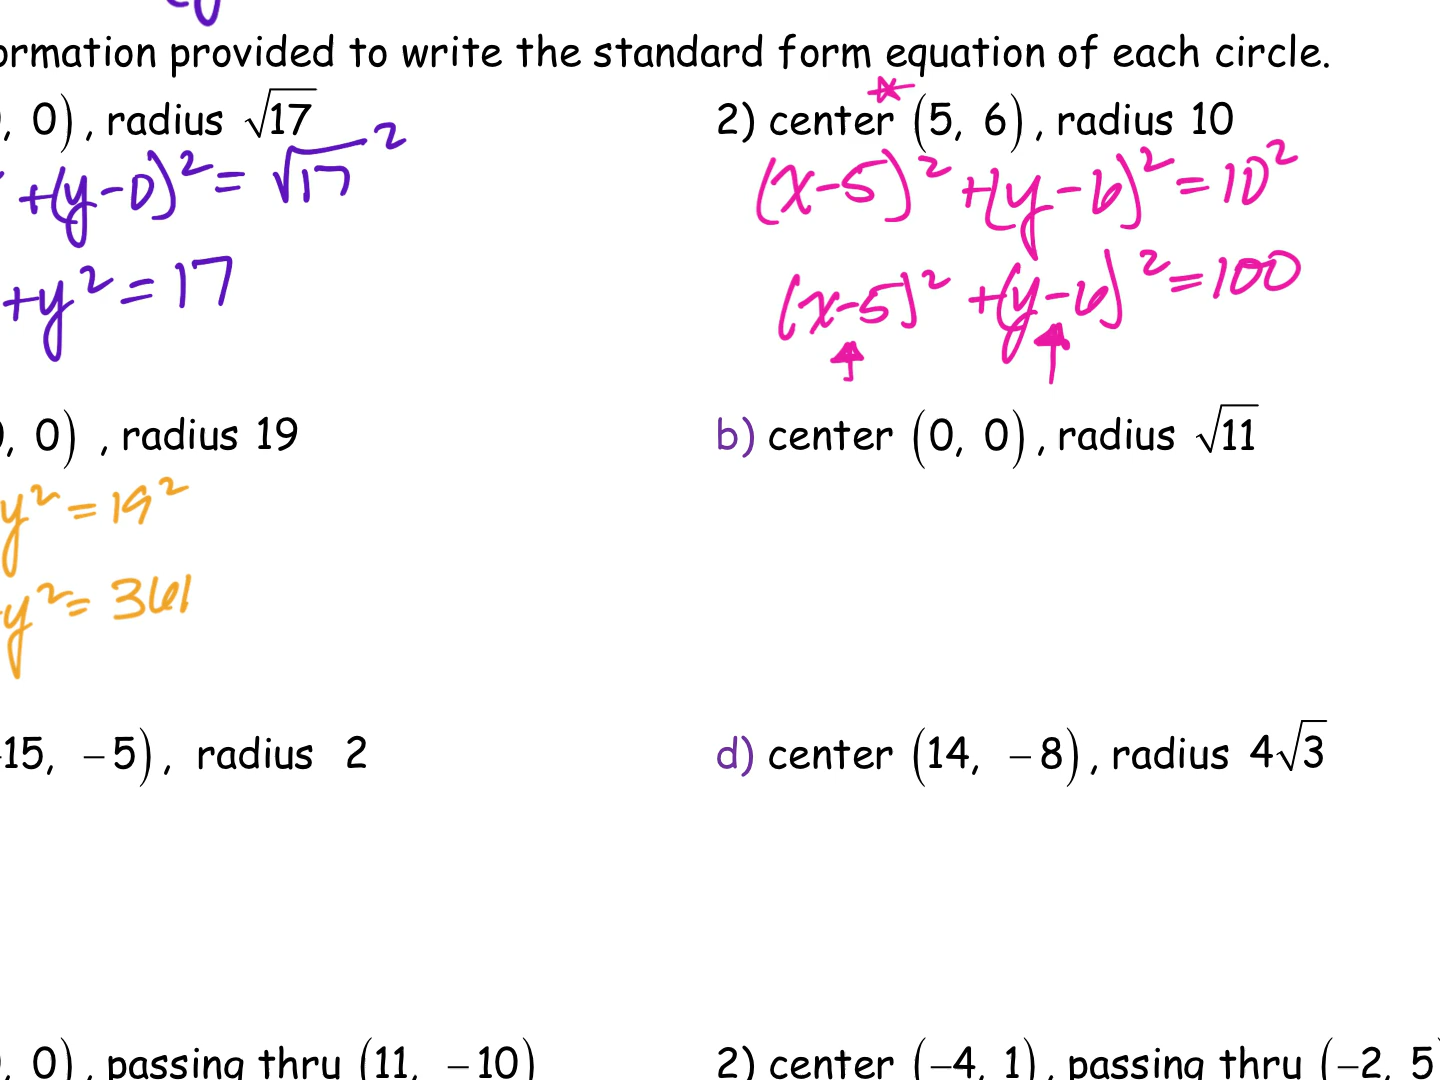 ormation provided to write the standard form equation of each circle.
, 0), radius √17
+(y-0)² = √17²
+y² = 17
2) center (5, 6), radius 10
(x-5)² +(y-6)² = 10²
(x-5)² +(y-6)² = 100
, 0) , radius 19
y² = 19²
y² = 361
b) center (0, 0), radius √11
15, -5), radius 2
d) center (14, -8), radius 4√3
, 0), passing thru (11, -10)
2) center (-4, 1), passing thru (-2, 5)